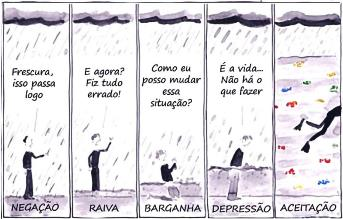 Frescura,
isso passa
logo
NEGAÇÃO
E agora?
Fiz tudo
errado!
RAIVA
Como eu
posso mudar
essa
situação?
BARGANHA
É a vida...
Não há o
que fazer
DEPRESSÃO
ACEITAÇÃO